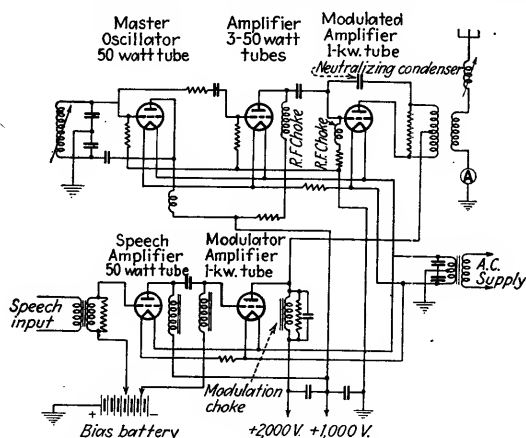 Master
Oscillator
50 watt tube
Amplifier
3-50 watt
tubes
Modulated
Amplifier
1-kw. tube
Neutralizing condenser
R.F. Choke
R.F. Choke
A
Speech
Amplifier
50 watt tube
Modulator
Amplifier
1-kw. tube
A.C.
Supply
Speech
input
Modulation
choke
+ -
Bias battery
+2,000 V. +1,000 V.